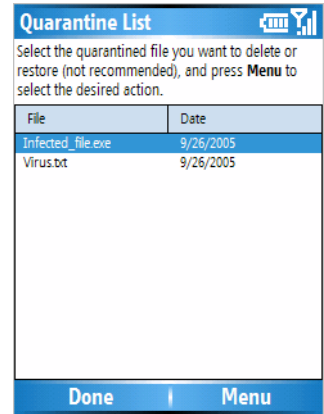 Quarantine List
Select the quarantined file you want to delete or
restore (not recommended), and press Menu to
select the desired action.
File Date
Infected_file.exe 9/26/2005
Virus.txt 9/26/2005
Done Menu